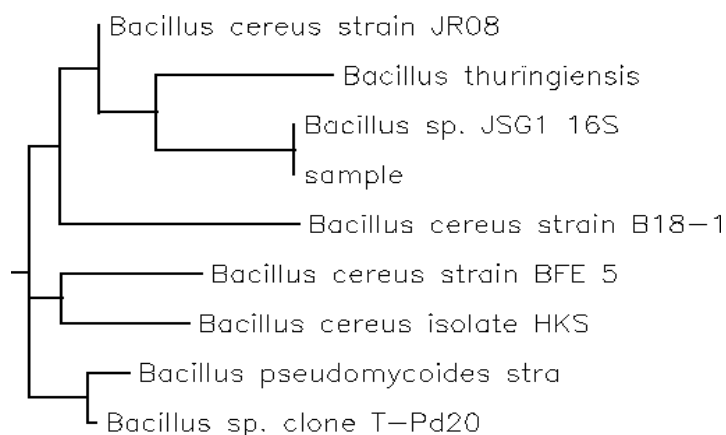 Bacillus cereus strain JR08
Bacillus thuringiensis
Bacillus sp. JSG1 16S
sample
Bacillus cereus strain B18-1
Bacillus cereus strain BFE 5
Bacillus cereus isolate HKS
Bacillus pseudomycoides stra
Bacillus sp. clone T-Pd20